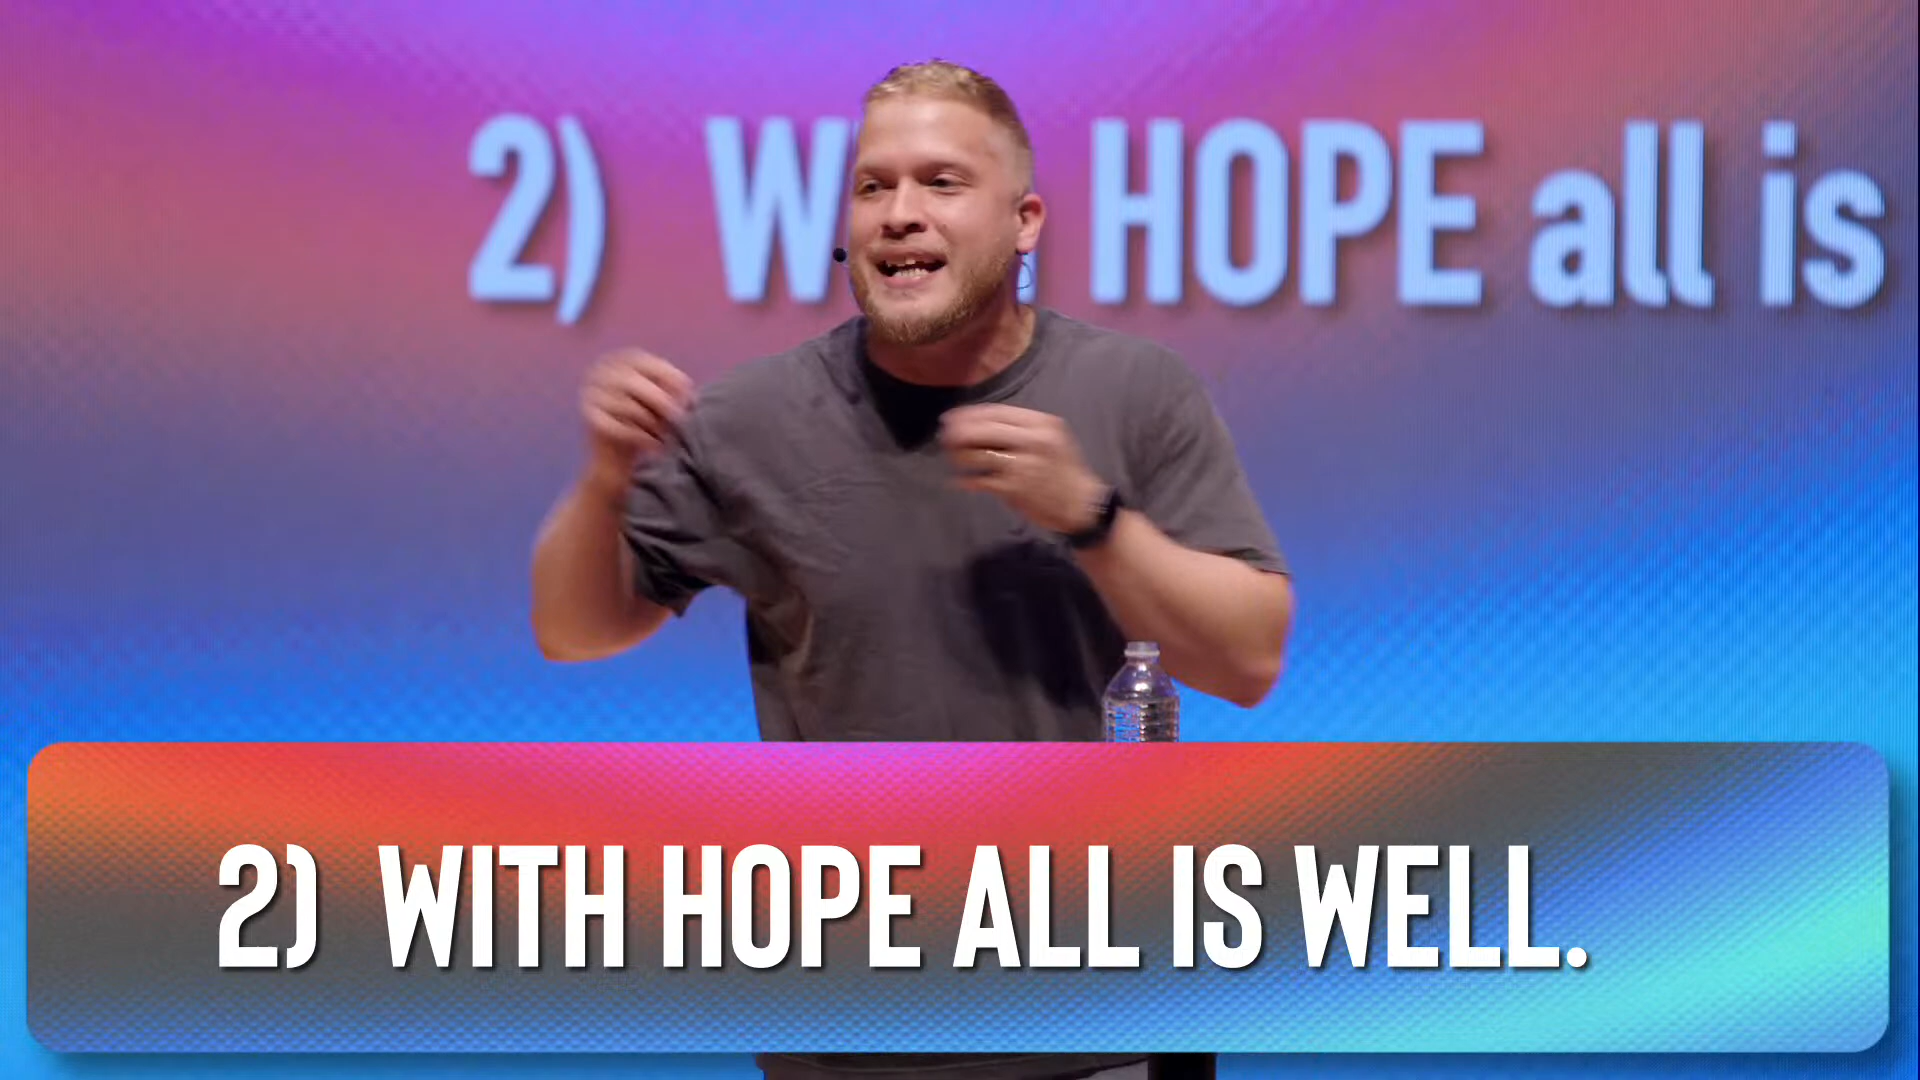 2) HOPE all is
2) WITH HOPE ALL IS WELL.